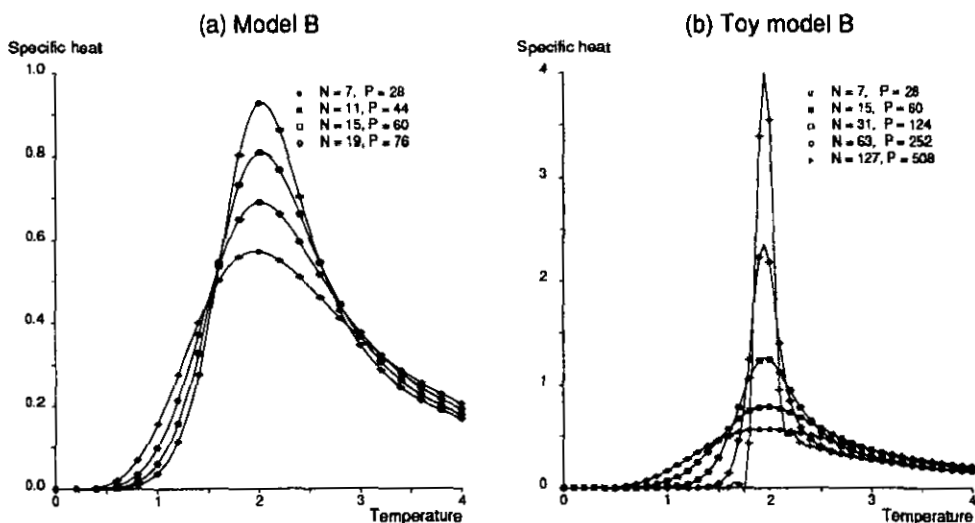 (a) Model B
Specific heat
1.0
0.8
0.6
0.4
0.2
0.0
0 1 2 3 4
Temperature
N = 7, P = 28
N = 11, P = 44
N = 15, P = 60
N = 19, P = 76
(b) Toy model B
Specific heat
4
3
2
1
0
0 1 2 3 4
Temperature
N = 7, P = 28
N = 15, P = 60
N = 31, P = 124
N = 63, P = 252
N = 127, P = 508